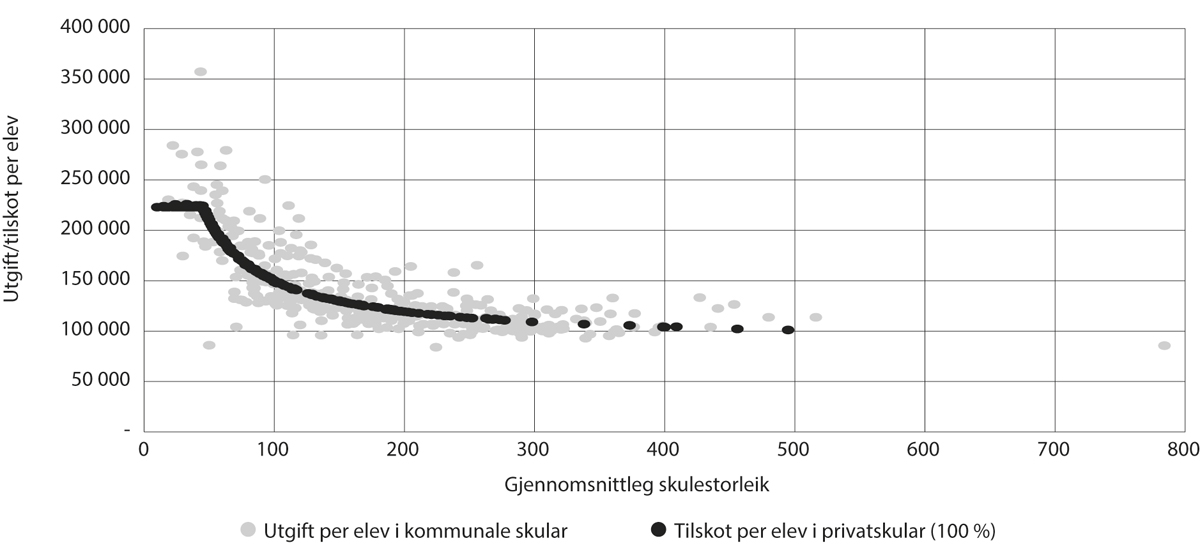 400 000
350 000
300 000
250 000
200 000
150 000
100 000
50 000
-
Utgift/tilskot per elev
0 100 200 300 400 500 600 700 800
Gjennomsnittleg skulestorleik
Utgift per elev i kommunale skular Tilskot per elev i privatskular (100 %)